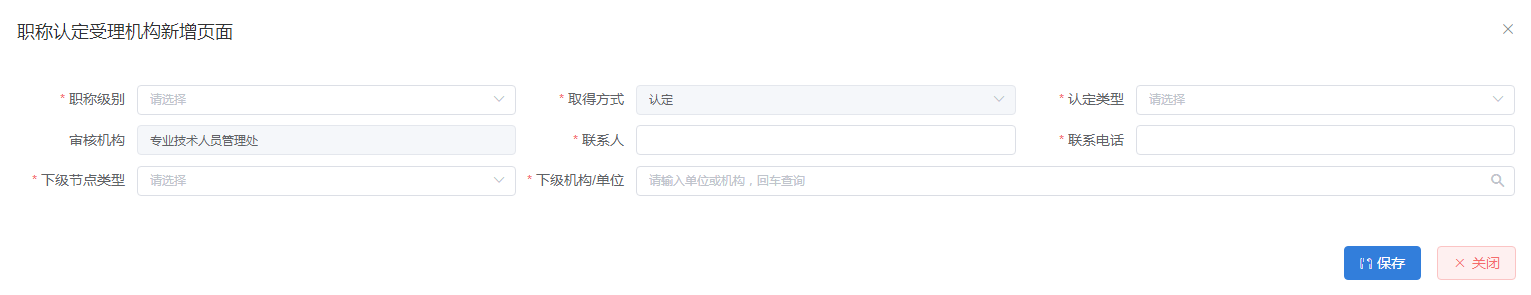 职称认定受理机构新增页面
* 职称级别 请选择 * 取得方式 认定 * 认定类型 请选择
审核机构 专业技术人员管理处 * 联系人 * 联系电话
* 下级节点类型 请选择 * 下级机构/单位 请输入单位或机构，回车查询
保存 关闭